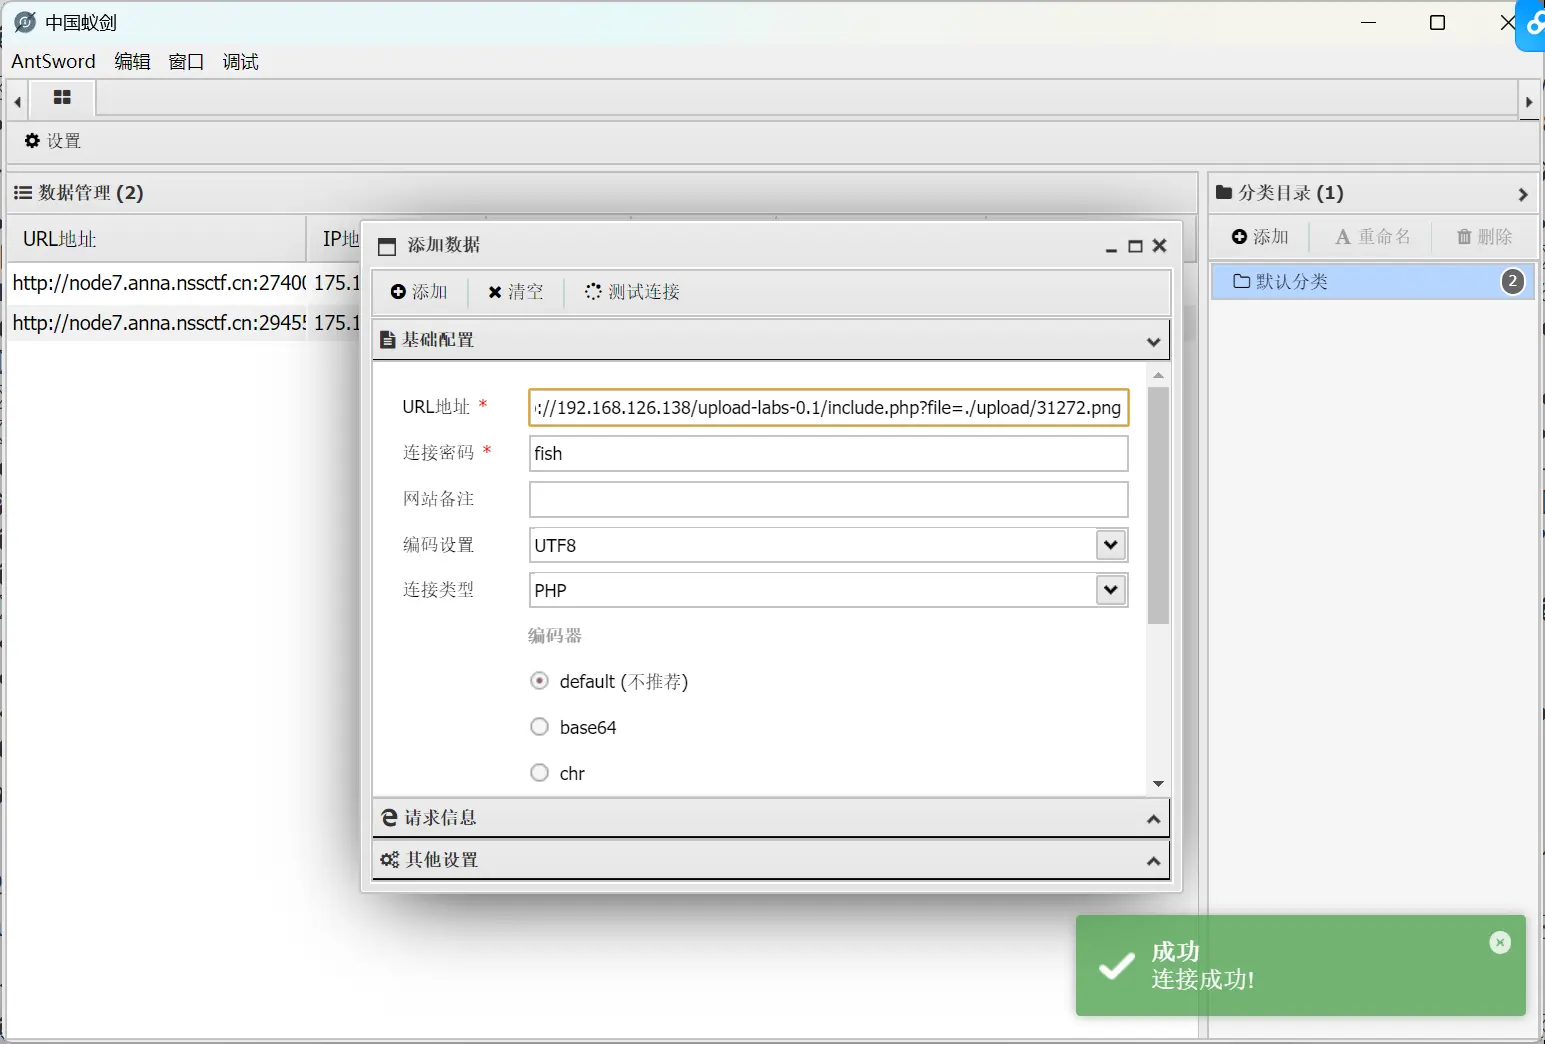 中国蚁剑
AntSword 编辑 窗口 调试
设置
数据管理 (2)
分类目录 (1)
URL地址 IP地
添加 重命名 删除
http://node7.anna.nssctf.cn:2740 175.1
http://node7.anna.nssctf.cn:2945 175.1
默认分类 2
添加数据
添加 清空 测试连接
基础配置
URL地址 * ://192.168.126.138/upload-labs-0.1/include.php?file=./upload/31272.png
连接密码 * fish
网站备注
编码设置 UTF8
连接类型 PHP
编码器
default (不推荐)
base64
chr
请求信息
其他设置
成功
连接成功!